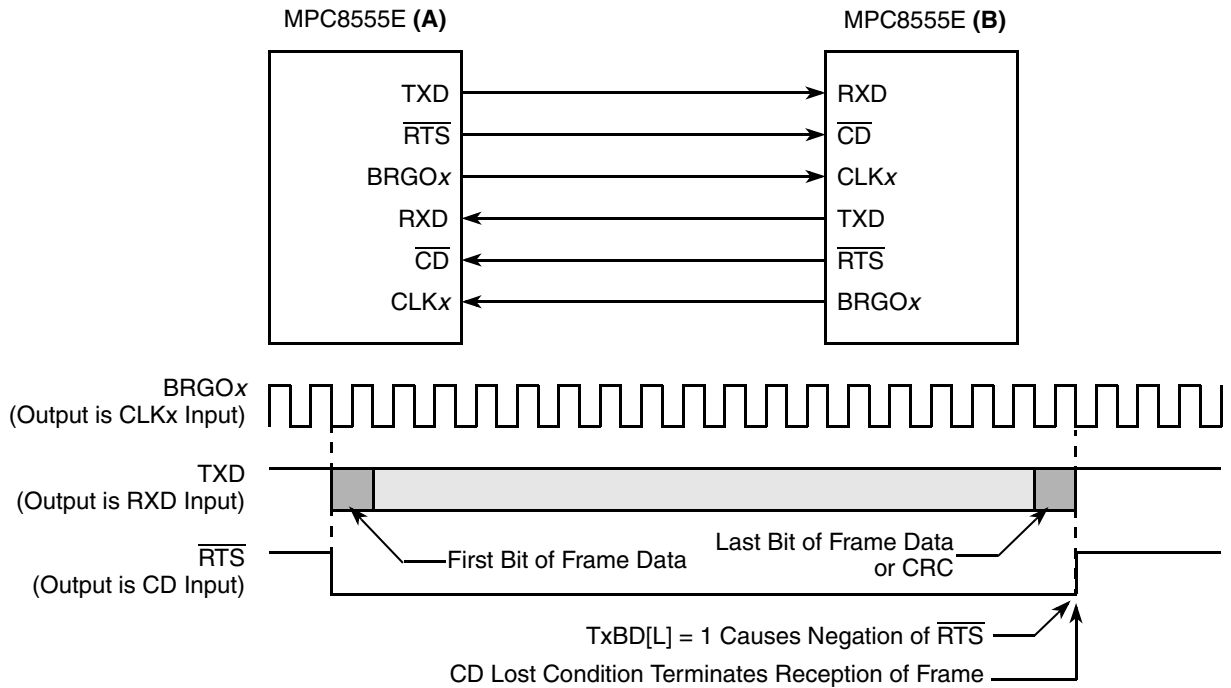 MPC8555E (A)
MPC8555E (B)
TXD
RXD
RTS
CD
BRGOx
CLKx
RXD
TXD
CD
RTS
CLKx
BRGOx
BRGOx
(Output is CLKx Input)
TXD
(Output is RXD Input)
RTS
(Output is CD Input)
First Bit of Frame Data
Last Bit of Frame Data
or CRC
TxBD[L] = 1 Causes Negation of RTS
CD Lost Condition Terminates Reception of Frame